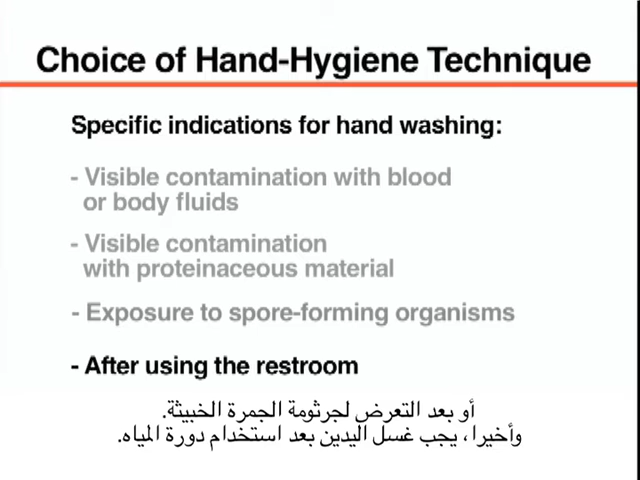 Choice of Hand-Hygiene Technique
Specific indications for hand washing:
- Visible contamination with blood
or body fluids
- Visible contamination
with proteinaceous material
- Exposure to spore-forming organisms
- After using the restroom
أو بعد التعرض لجرثومة الجمرة الخبيثة.
وأخيرا، يجب غسل اليدين بعد استخدام دورة المياه.